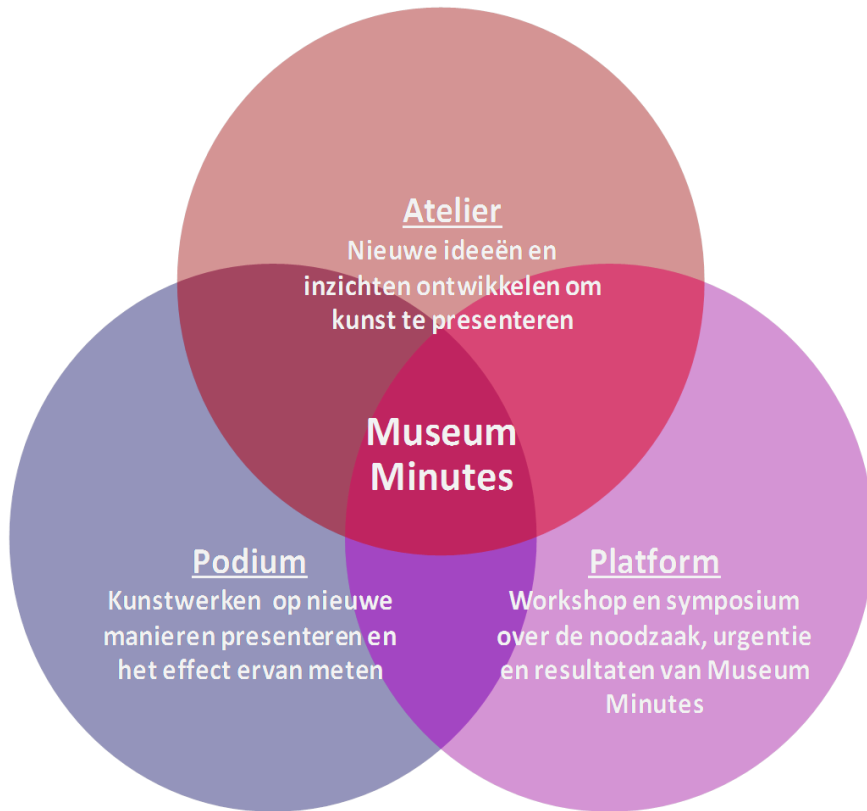 Atelier
Nieuwe ideeën en
inzichten ontwikkelen om
kunst te presenteren
Museum
Minutes
Podium
Kunstwerken op nieuwe
manieren presenteren en
het effect ervan meten
Platform
Workshop en symposium
over de noodzaak, urgentie
en resultaten van Museum
Minutes